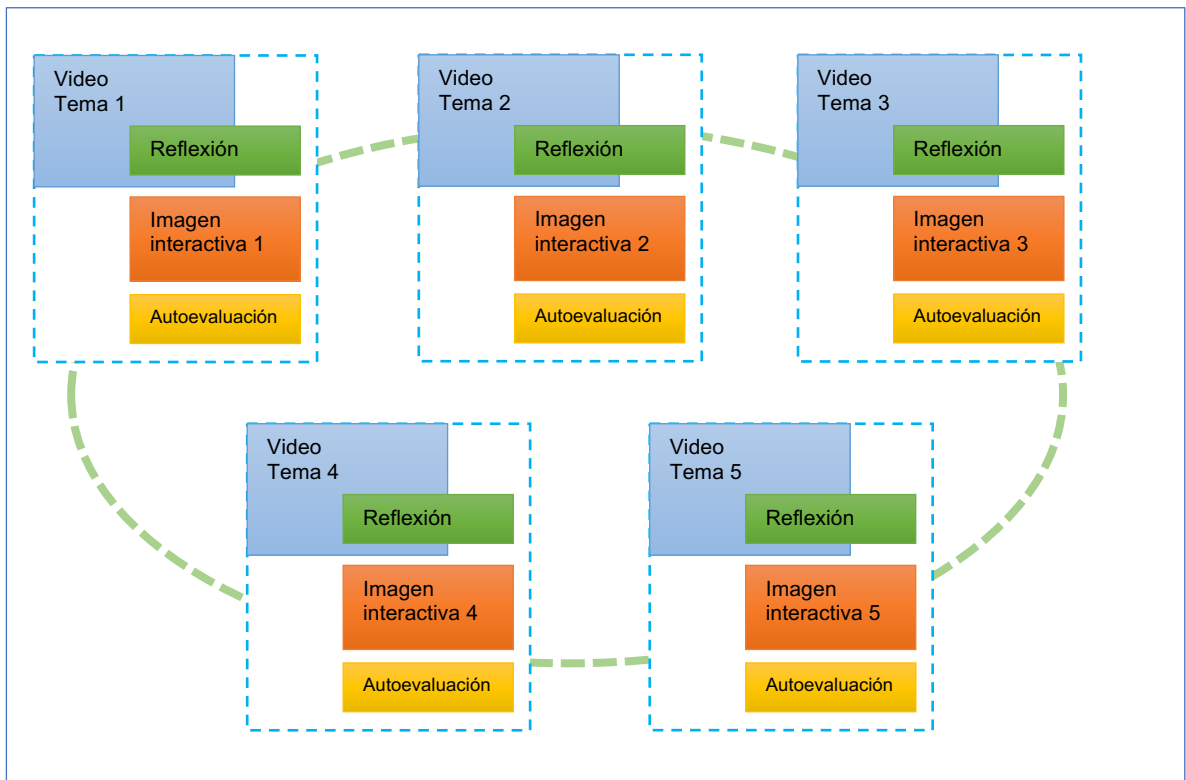 Video
Tema 1
Reflexión
Imagen
interactiva 1
Autoevaluación
Video
Tema 2
Reflexión
Imagen
interactiva 2
Autoevaluación
Video
Tema 3
Reflexión
Imagen
interactiva 3
Autoevaluación
Video
Tema 4
Reflexión
Imagen
interactiva 4
Autoevaluación
Video
Tema 5
Reflexión
Imagen
interactiva 5
Autoevaluación